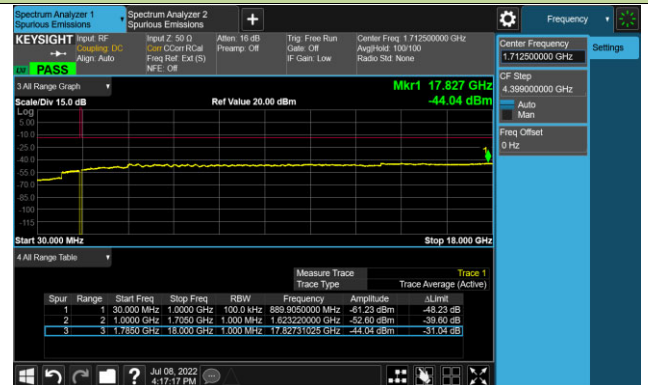 Spectrum Analyzer 1
Spurious Emissions
Spectrum Analyzer 2
Spurious Emissions
Frequency
KEYSIGHT
Input: RF
Coupling: DC
Align: Auto
Input Z: 50 Ω
Corr CCorr RCal
Freq Ref: Ext (S)
NFE: Off
Atten: 16 dB
Preamp: Off
Trig: Free Run
Gate: Off
IF Gain: Low
Center Freq: 1.712500000 GHz
Avg|Hold: 100/100
Radio Std: None
PASS
Center Frequency
1.712500000 GHz
Settings
CF Step
4.399000000 GHz
Auto
Man
Freq Offset
0 Hz
3 All Range Graph
Mkr1 17.827 GHz
Scale/Div 15.0 dB
Ref Value 20.00 dBm
-44.04 dBm
Log
5.00
-10.0
-25.0
-40.0
-55.0
-70.0
-85.0
-100
-115
1
Start 30.000 MHz
Stop 18.000 GHz
4 All Range Table
Measure Trace Trace 1
Trace Type Trace Average (Active)
Spur Range Start Freq Stop Freq RBW Frequency Amplitude ΔLimit
1 1 30.000 MHz 1.0000 GHz 100.0 kHz 889.9050000 MHz -61.23 dBm -48.23 dB
2 2 1.0000 GHz 1.7050 GHz 1.000 MHz 1.623220000 GHz -52.60 dBm -39.60 dB
3 3 1.7850 GHz 18.000 GHz 1.000 MHz 17.82731025 GHz -44.04 dBm -31.04 dB
Jul 08, 2022
4:17:17 PM